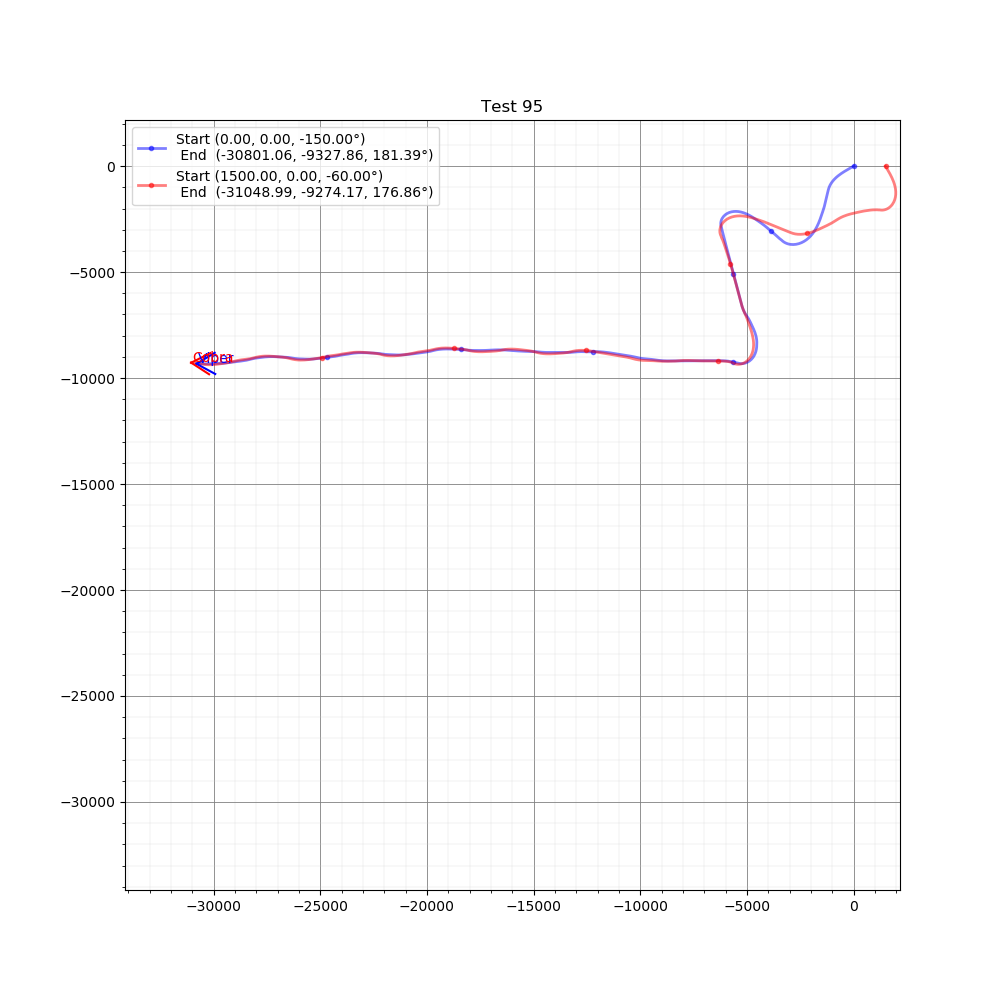 Test 95
Start (0.00, 0.00, -150.00°)
End  (-30801.06, -9327.86, 181.39°)
Start (1500.00, 0.00, -60.00°)
End  (-31048.99, -9274.17, 176.86°)
0
−5000
−10000
−15000
−20000
−25000
−30000
−30000 −25000 −20000 −15000 −10000 −5000 0